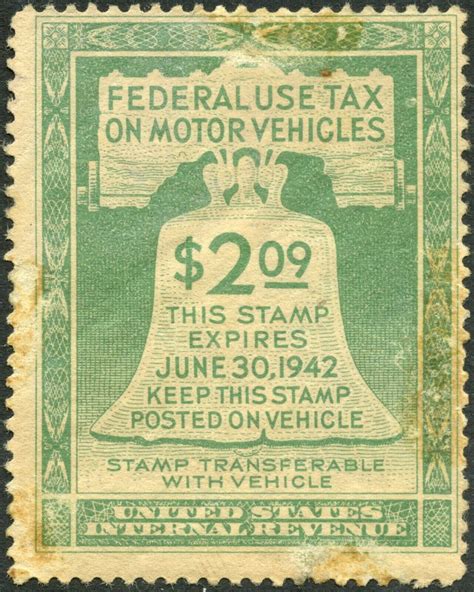 FEDERAL USE TAX
ON MOTOR VEHICLES
$2.09
THIS STAMP
EXPIRES
JUNE 30, 1942
KEEP THIS STAMP
POSTED ON VEHICLE
STAMP TRANSFERABLE
WITH VEHICLE
UNITED STATES
INTERNAL REVENUE